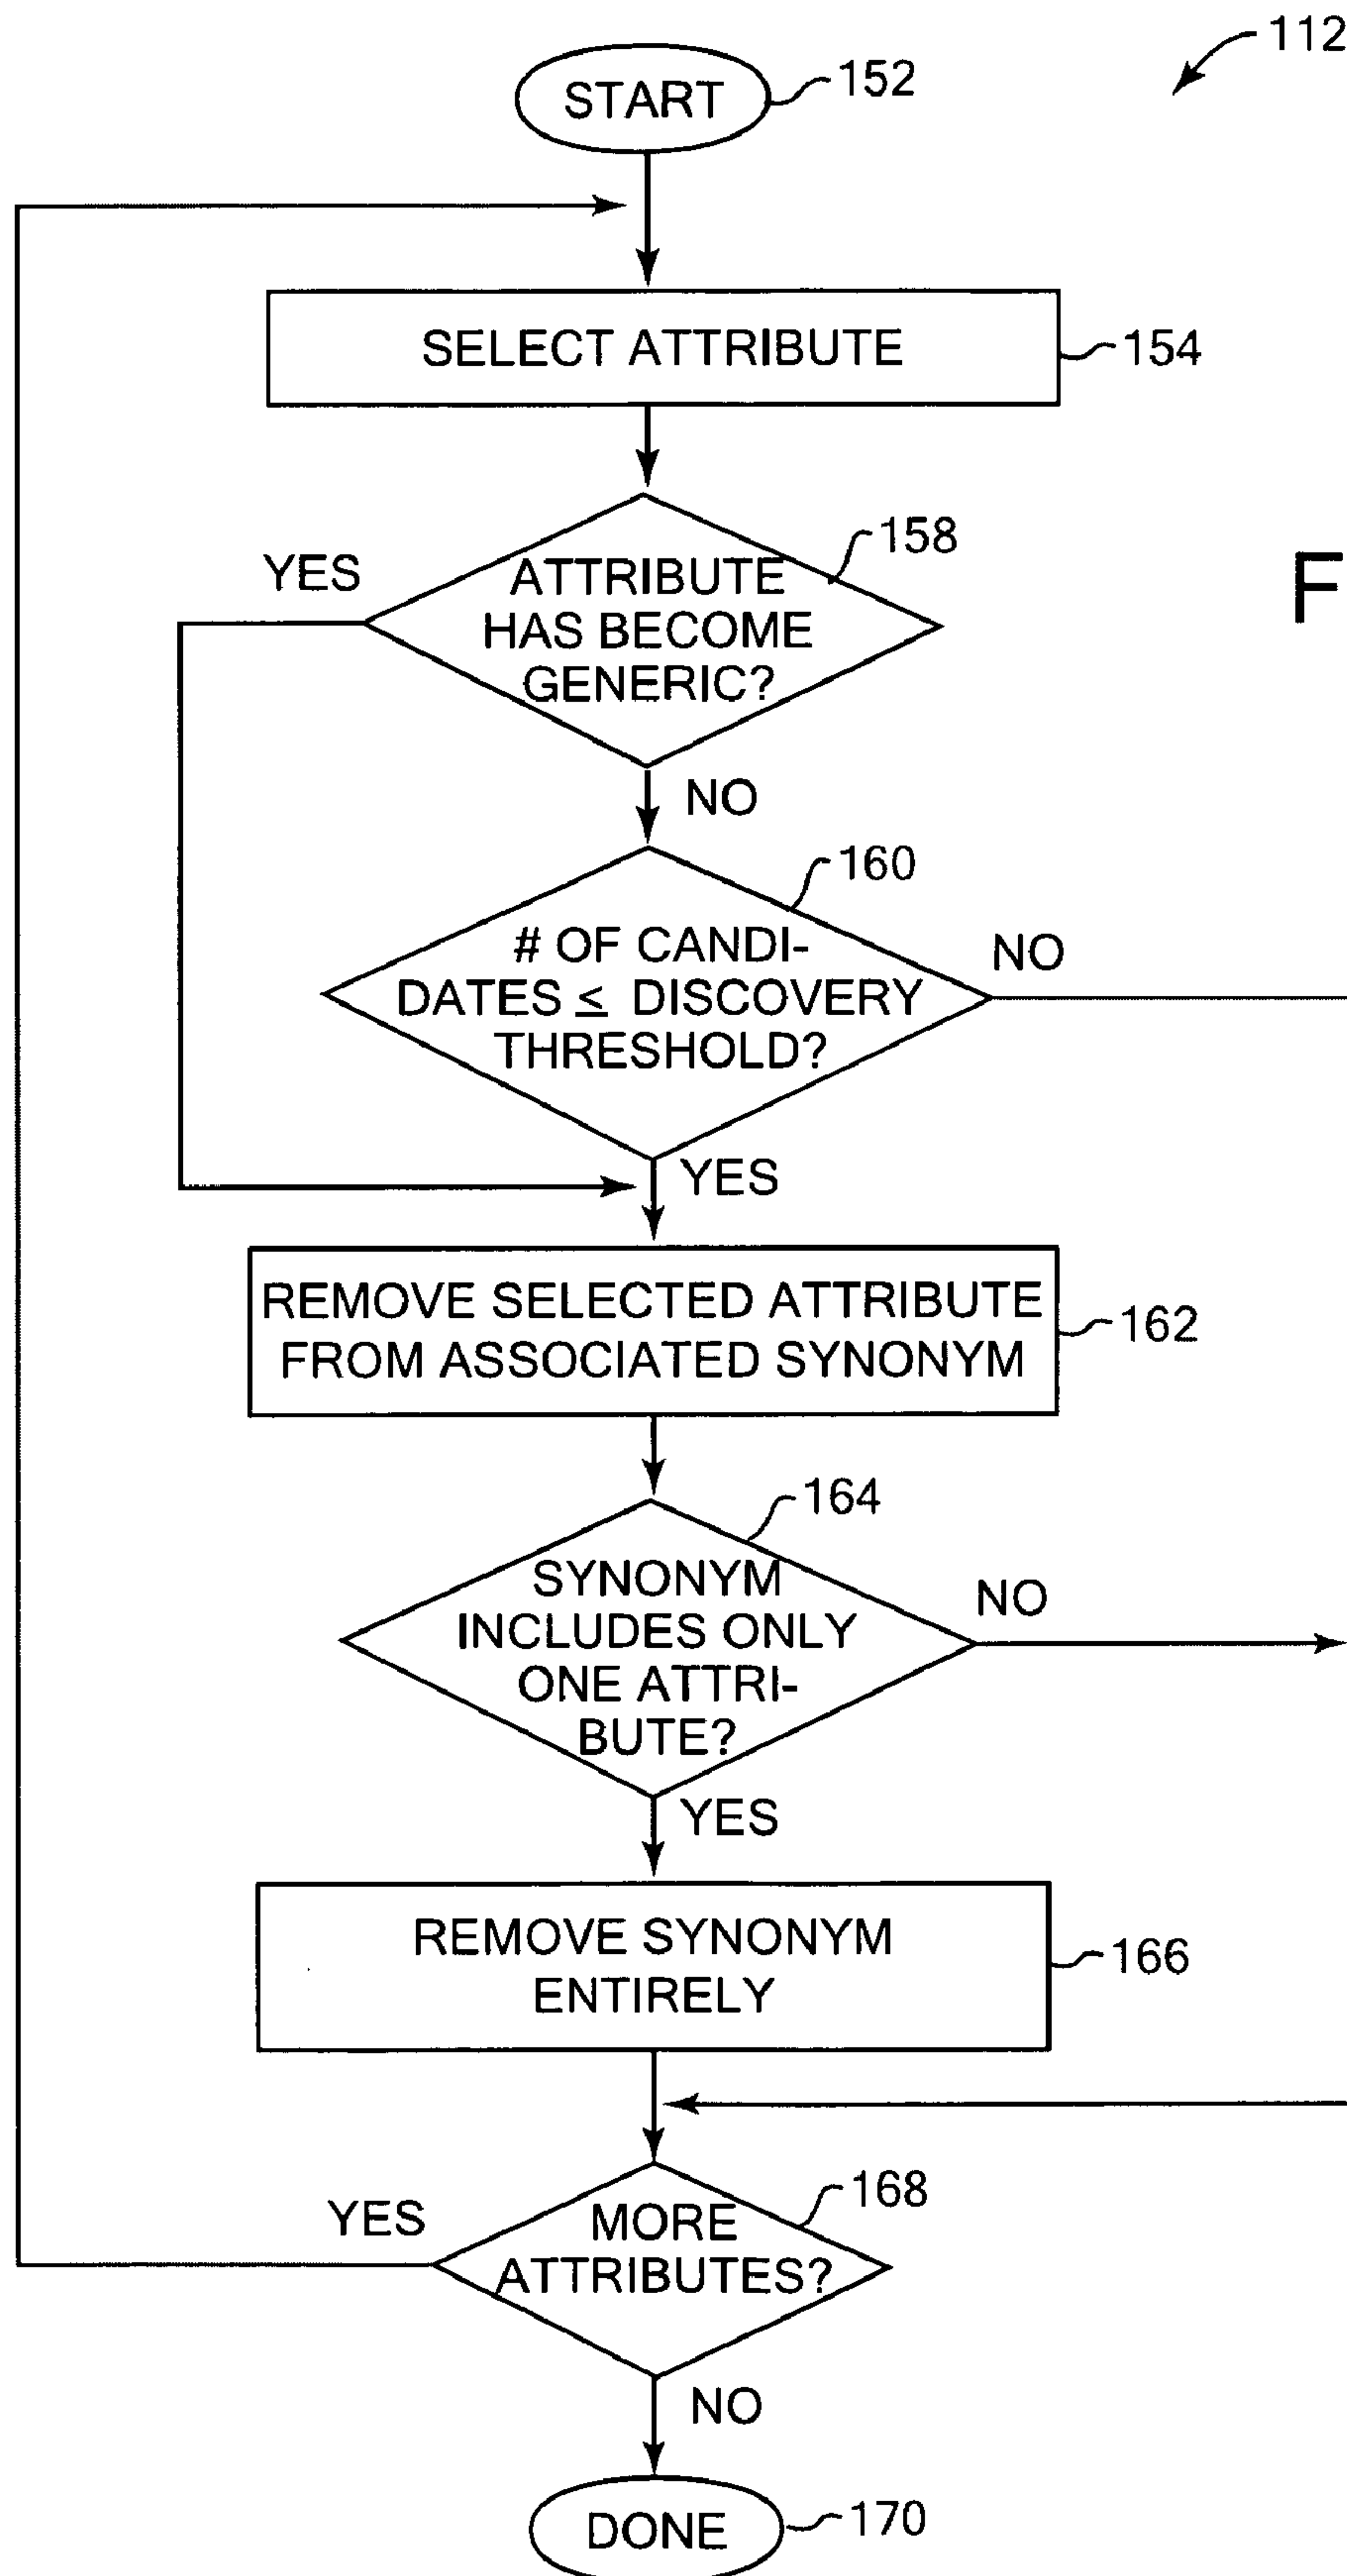 112
START
152
SELECT ATTRIBUTE
154
158
YES
ATTRIBUTE
HAS BECOME
GENERIC?
F
NO
160
# OF CANDI-
DATES ≤ DISCOVERY
THRESHOLD?
NO
YES
REMOVE SELECTED ATTRIBUTE
FROM ASSOCIATED SYNONYM
162
164
SYNONYM
INCLUDES ONLY
ONE ATTRI-
BUTE?
NO
YES
REMOVE SYNONYM
ENTIRELY
166
168
YES
MORE
ATTRIBUTES?
NO
DONE
170